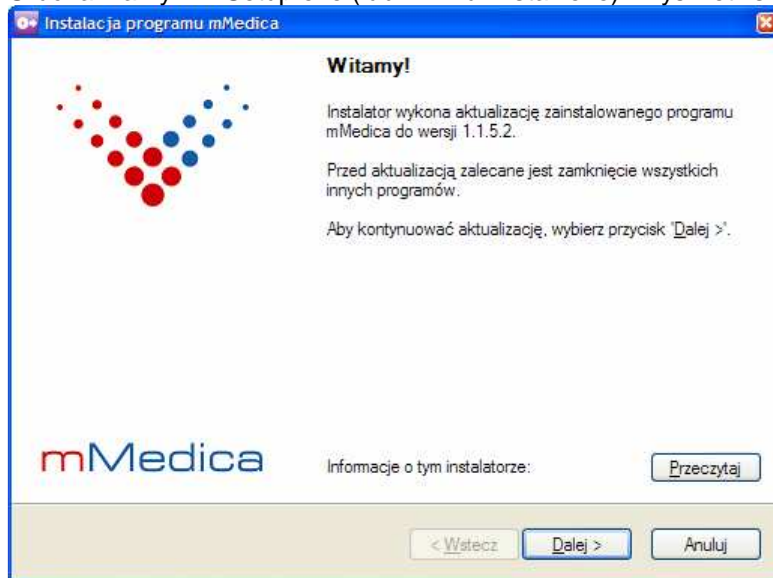 Instalacja programu mMedica
Witamy!
Instalator wykona aktualizację zainstalowanego programu
mMedica do wersji 1.1.5.2.
Przed aktualizacją zalecane jest zamknięcie wszystkich
innych programów.
Aby kontynuować aktualizację, wybierz przycisk 'Dalej >'.
mMedica
Informacje o tym instalatorze:
Przeczytaj
< Wstecz
Dalej >
Anuluj